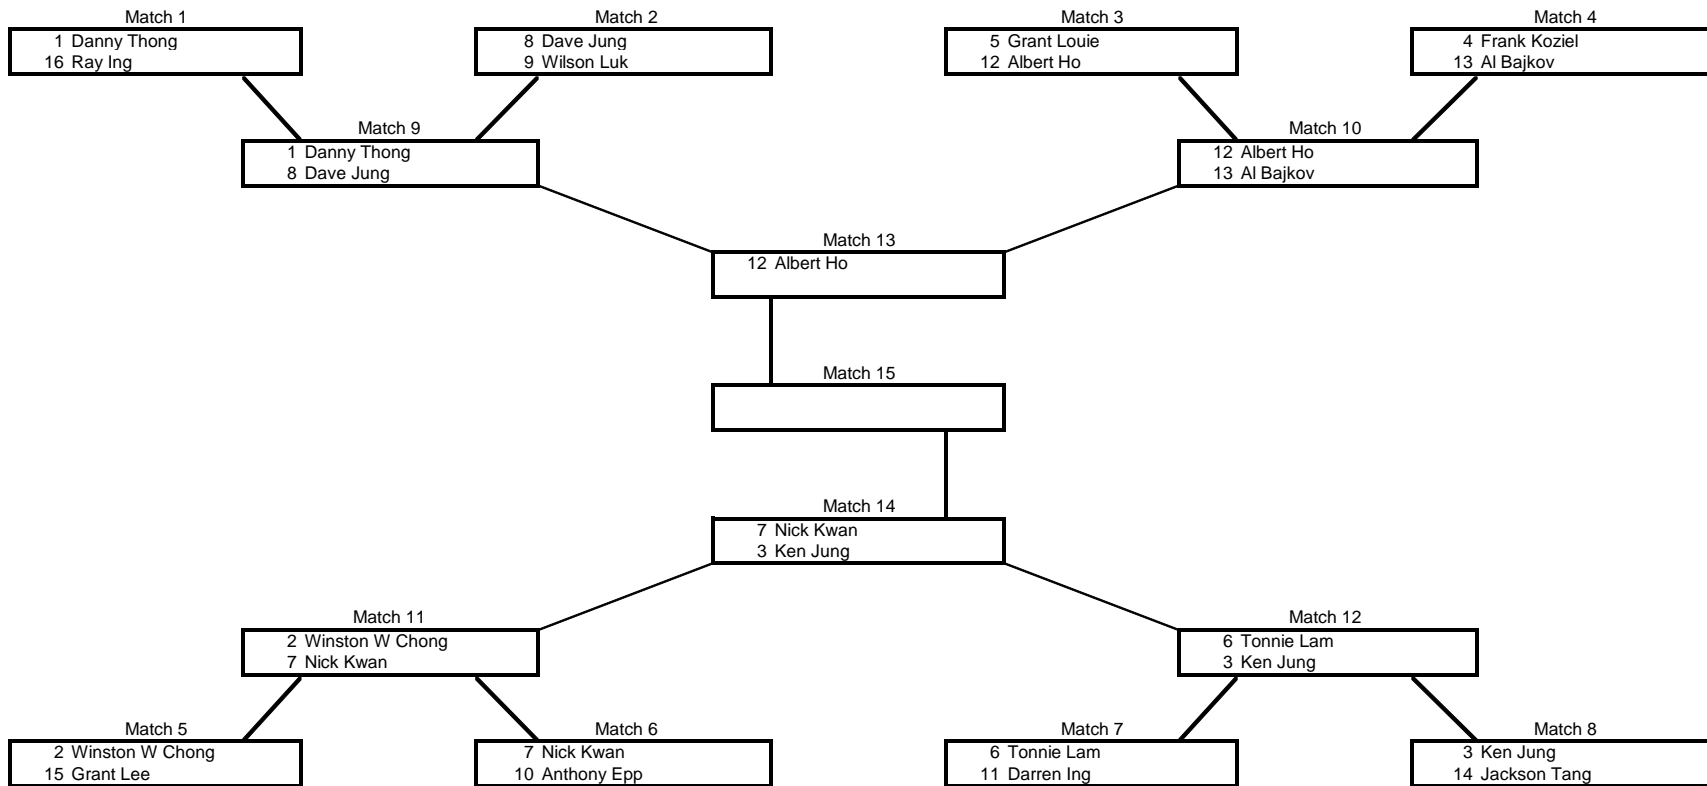 Match 1
1 Danny Thong
16 Ray Ing
Match 2
8 Dave Jung
9 Wilson Luk
Match 3
5 Grant Louie
12 Albert Ho
Match 4
4 Frank Koziel
13 Al Bajkov
Match 9
1 Danny Thong
8 Dave Jung
Match 10
12 Albert Ho
13 Al Bajkov
Match 13
12 Albert Ho
Match 15
Match 14
7 Nick Kwan
3 Ken Jung
Match 11
2 Winston W Chong
7 Nick Kwan
Match 12
6 Tonnie Lam
3 Ken Jung
Match 5
2 Winston W Chong
15 Grant Lee
Match 6
7 Nick Kwan
10 Anthony Epp
Match 7
6 Tonnie Lam
11 Darren Ing
Match 8
3 Ken Jung
14 Jackson Tang